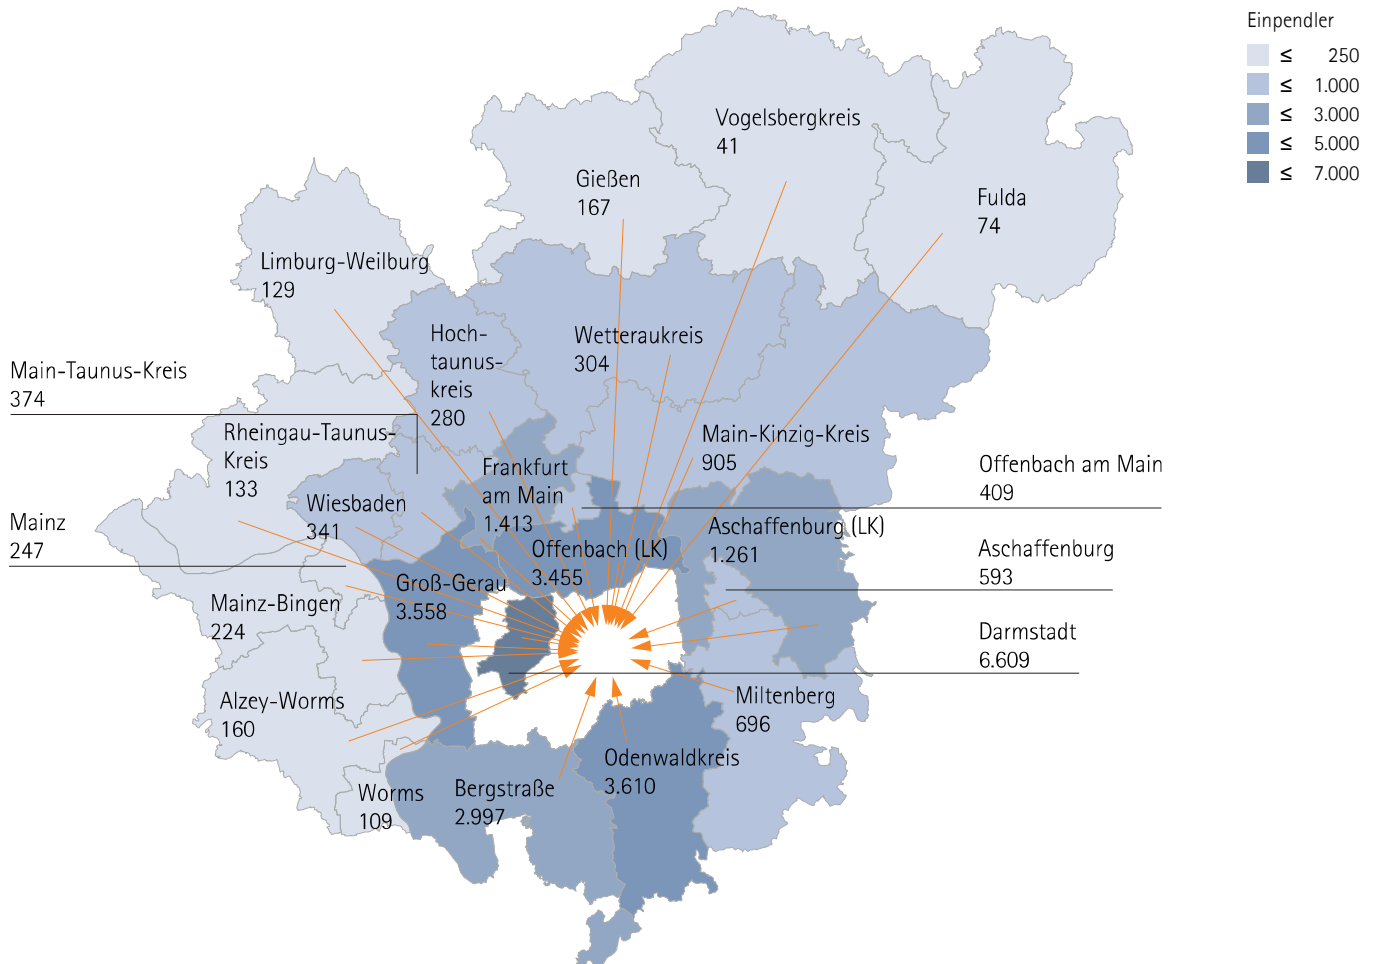 Einpendler
≤ 250
≤ 1.000
≤ 3.000
≤ 5.000
≤ 7.000
Vogelsbergkreis
41
Gießen
167
Fulda
74
Limburg-Weilburg
129
Hoch-
taunus-
kreis
280
Wetteraukreis
304
Main-Taunus-Kreis
374
Rheingau-Taunus-
Kreis
133
Main-Kinzig-Kreis
905
Frankfurt
am Main
1.413
Offenbach am Main
409
Wiesbaden
341
Mainz
247
Aschaffenburg (LK)
1.261
Offenbach (LK)
3.455
Aschaffenburg
593
Groß-Gerau
3.558
Mainz-Bingen
224
Darmstadt
6.609
Alzey-Worms
160
Miltenberg
696
Odenwaldkreis
3.610
Worms
109
Bergstraße
2.997